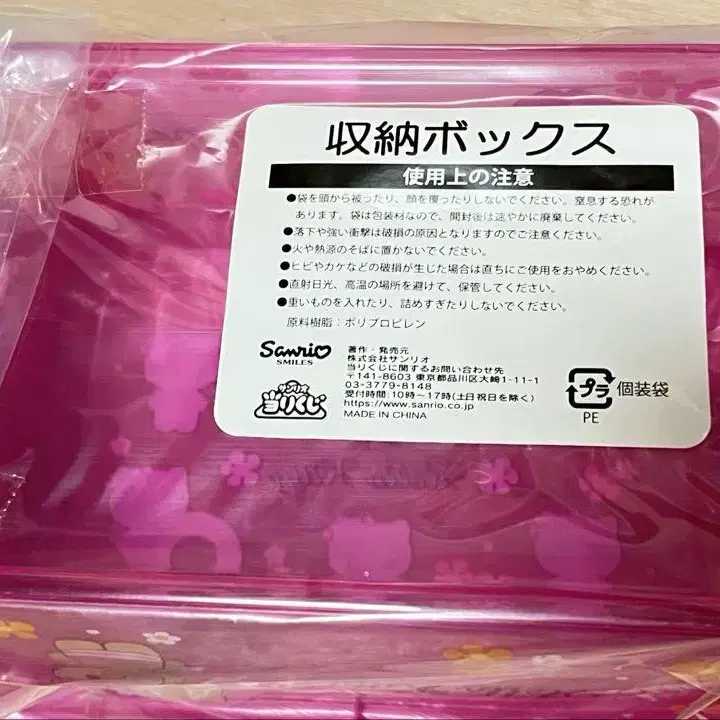 収納ボックス
使用上の注意
●袋を頭から被ったり、顔を覆ったりしないでください。窒息する恐れが
あります。袋は包装材なので、開封後は速やかに廃棄してください。
●落下や強い衝撃は破損の原因となりますのでご注意ください。
●火や熱源のそばに置かないでください。
●ヒビやカケなどの破損が生じた場合は直ちにご使用をおやめください。
●直射日光、高温の場所を避けて、保管してください。
●重いものを入れたり、詰めすぎたりしないでください。
原料樹脂:ポリプロピレン
Sanrio
SMILES
サンリオ
当りくじ
著作・発売元
株式会社サンリオ
当りくじに関するお問い合わせ先
〒141-8603 東京都品川区大崎1-11-1
03-3779-8148
受付時間:10時〜17時(土日祝日を除く)
https://www.sanrio.co.jp
MADE IN CHINA
プラ 個装袋
PE